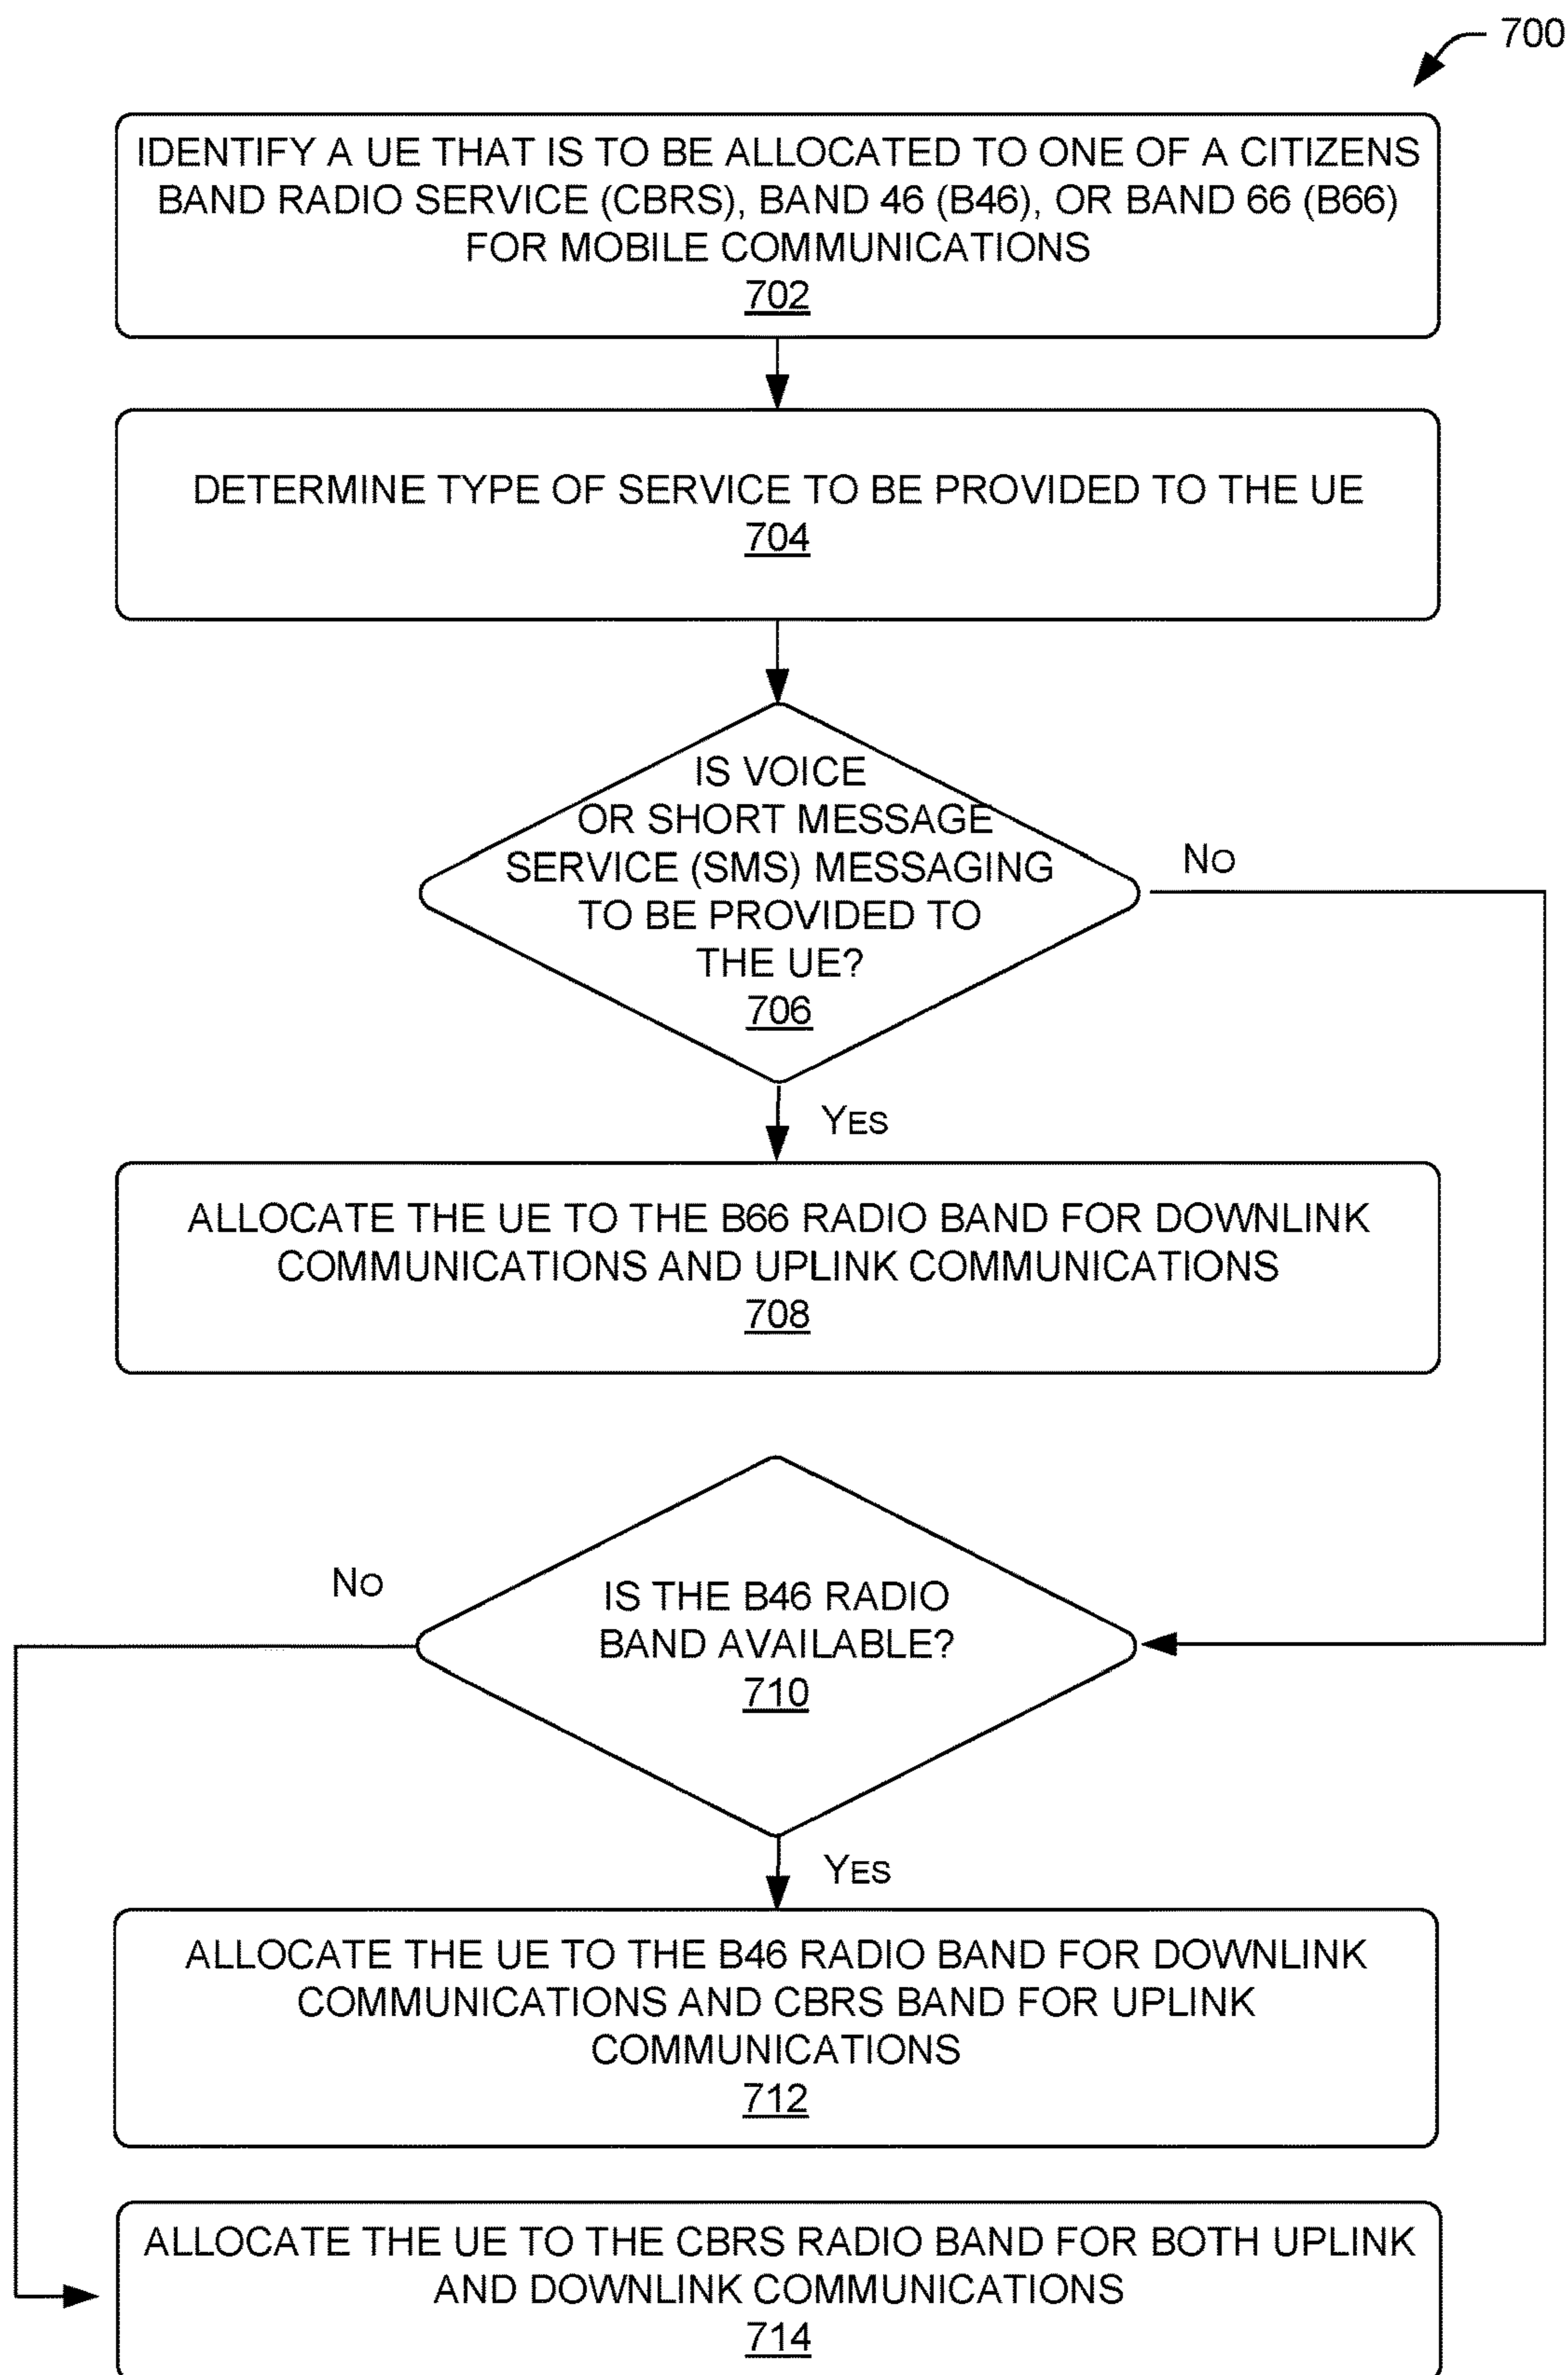 700
IDENTIFY A UE THAT IS TO BE ALLOCATED TO ONE OF A CITIZENS
BAND RADIO SERVICE (CBRS), BAND 46 (B46), OR BAND 66 (B66)
FOR MOBILE COMMUNICATIONS
702
DETERMINE TYPE OF SERVICE TO BE PROVIDED TO THE UE
704
IS VOICE
OR SHORT MESSAGE
SERVICE (SMS) MESSAGING
TO BE PROVIDED TO
THE UE?
706
NO
YES
ALLOCATE THE UE TO THE B66 RADIO BAND FOR DOWNLINK
COMMUNICATIONS AND UPLINK COMMUNICATIONS
708
NO
IS THE B46 RADIO
BAND AVAILABLE?
710
YES
ALLOCATE THE UE TO THE B46 RADIO BAND FOR DOWNLINK
COMMUNICATIONS AND CBRS BAND FOR UPLINK
COMMUNICATIONS
712
ALLOCATE THE UE TO THE CBRS RADIO BAND FOR BOTH UPLINK
AND DOWNLINK COMMUNICATIONS
714